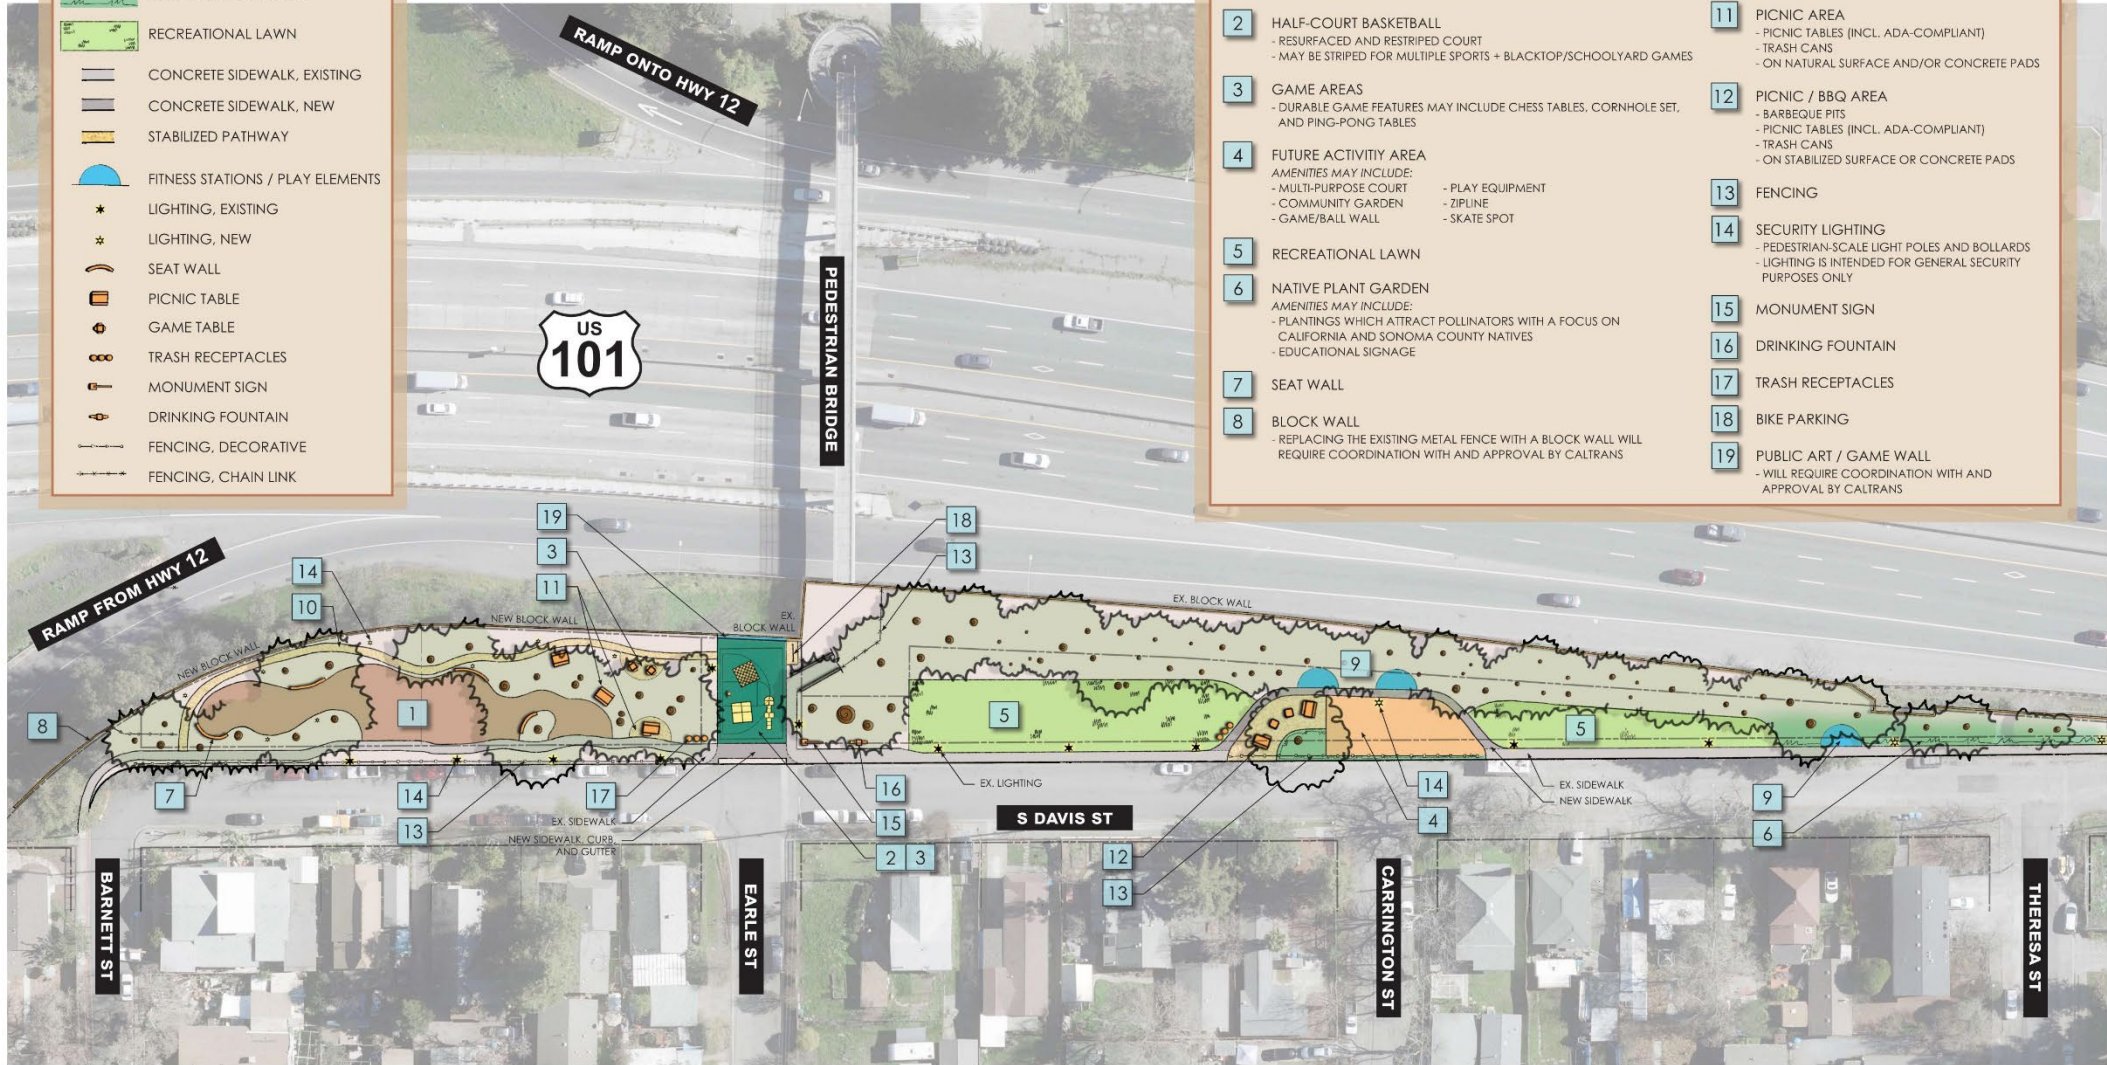 RECREATIONAL LAWN
CONCRETE SIDEWALK, EXISTING
CONCRETE SIDEWALK, NEW
STABILIZED PATHWAY
FITNESS STATIONS / PLAY ELEMENTS
LIGHTING, EXISTING
LIGHTING, NEW
SEAT WALL
PICNIC TABLE
GAME TABLE
TRASH RECEPTACLES
MONUMENT SIGN
DRINKING FOUNTAIN
FENCING, DECORATIVE
FENCING, CHAIN LINK
2 HALF-COURT BASKETBALL
- RESURFACED AND RESTRIPED COURT
- MAY BE STRIPED FOR MULTIPLE SPORTS + BLACKTOP/SCHOOLYARD GAMES
3 GAME AREAS
- DURABLE GAME FEATURES MAY INCLUDE CHESS TABLES, CORNHOLE SET,
AND PING-PONG TABLES
4 FUTURE ACTIVITIY AREA
AMENITIES MAY INCLUDE:
- MULTI-PURPOSE COURT - PLAY EQUIPMENT
- COMMUNITY GARDEN - ZIPLINE
- GAME/BALL WALL - SKATE SPOT
5 RECREATIONAL LAWN
6 NATIVE PLANT GARDEN
AMENITIES MAY INCLUDE:
- PLANTINGS WHICH ATTRACT POLLINATORS WITH A FOCUS ON
CALIFORNIA AND SONOMA COUNTY NATIVES
- EDUCATIONAL SIGNAGE
7 SEAT WALL
8 BLOCK WALL
- REPLACING THE EXISTING METAL FENCE WITH A BLOCK WALL WILL
REQUIRE COORDINATION WITH AND APPROVAL BY CALTRANS
11 PICNIC AREA
- PICNIC TABLES (INCL. ADA-COMPLIANT)
- TRASH CANS
- ON NATURAL SURFACE AND/OR CONCRETE PADS
12 PICNIC / BBQ AREA
- BARBEQUE PITS
- PICNIC TABLES (INCL. ADA-COMPLIANT)
- TRASH CANS
- ON STABILIZED SURFACE OR CONCRETE PADS
13 FENCING
14 SECURITY LIGHTING
- PEDESTRIAN-SCALE LIGHT POLES AND BOLLARDS
- LIGHTING IS INTENDED FOR GENERAL SECURITY
PURPOSES ONLY
15 MONUMENT SIGN
16 DRINKING FOUNTAIN
17 TRASH RECEPTACLES
18 BIKE PARKING
19 PUBLIC ART / GAME WALL
- WILL REQUIRE COORDINATION WITH AND
APPROVAL BY CALTRANS
RAMP ONTO HWY 12
US
101
PEDESTRIAN BRIDGE
RAMP FROM HWY 12
19
3
11
18
13
14
10
NEW BLOCK WALL
NEW BLOCK WALL
EX.
BLOCK WALL
EX. BLOCK WALL
8
1
5
9
5
7
14
13
17
EX. SIDEWALK
NEW SIDEWALK, CURB,
AND GUTTER
16
15
2 3
EX. LIGHTING
S DAVIS ST
12
13
14
4
EX. SIDEWALK
NEW SIDEWALK
9
6
BARNETT ST
EARLE ST
CARRINGTON ST
THERESA ST